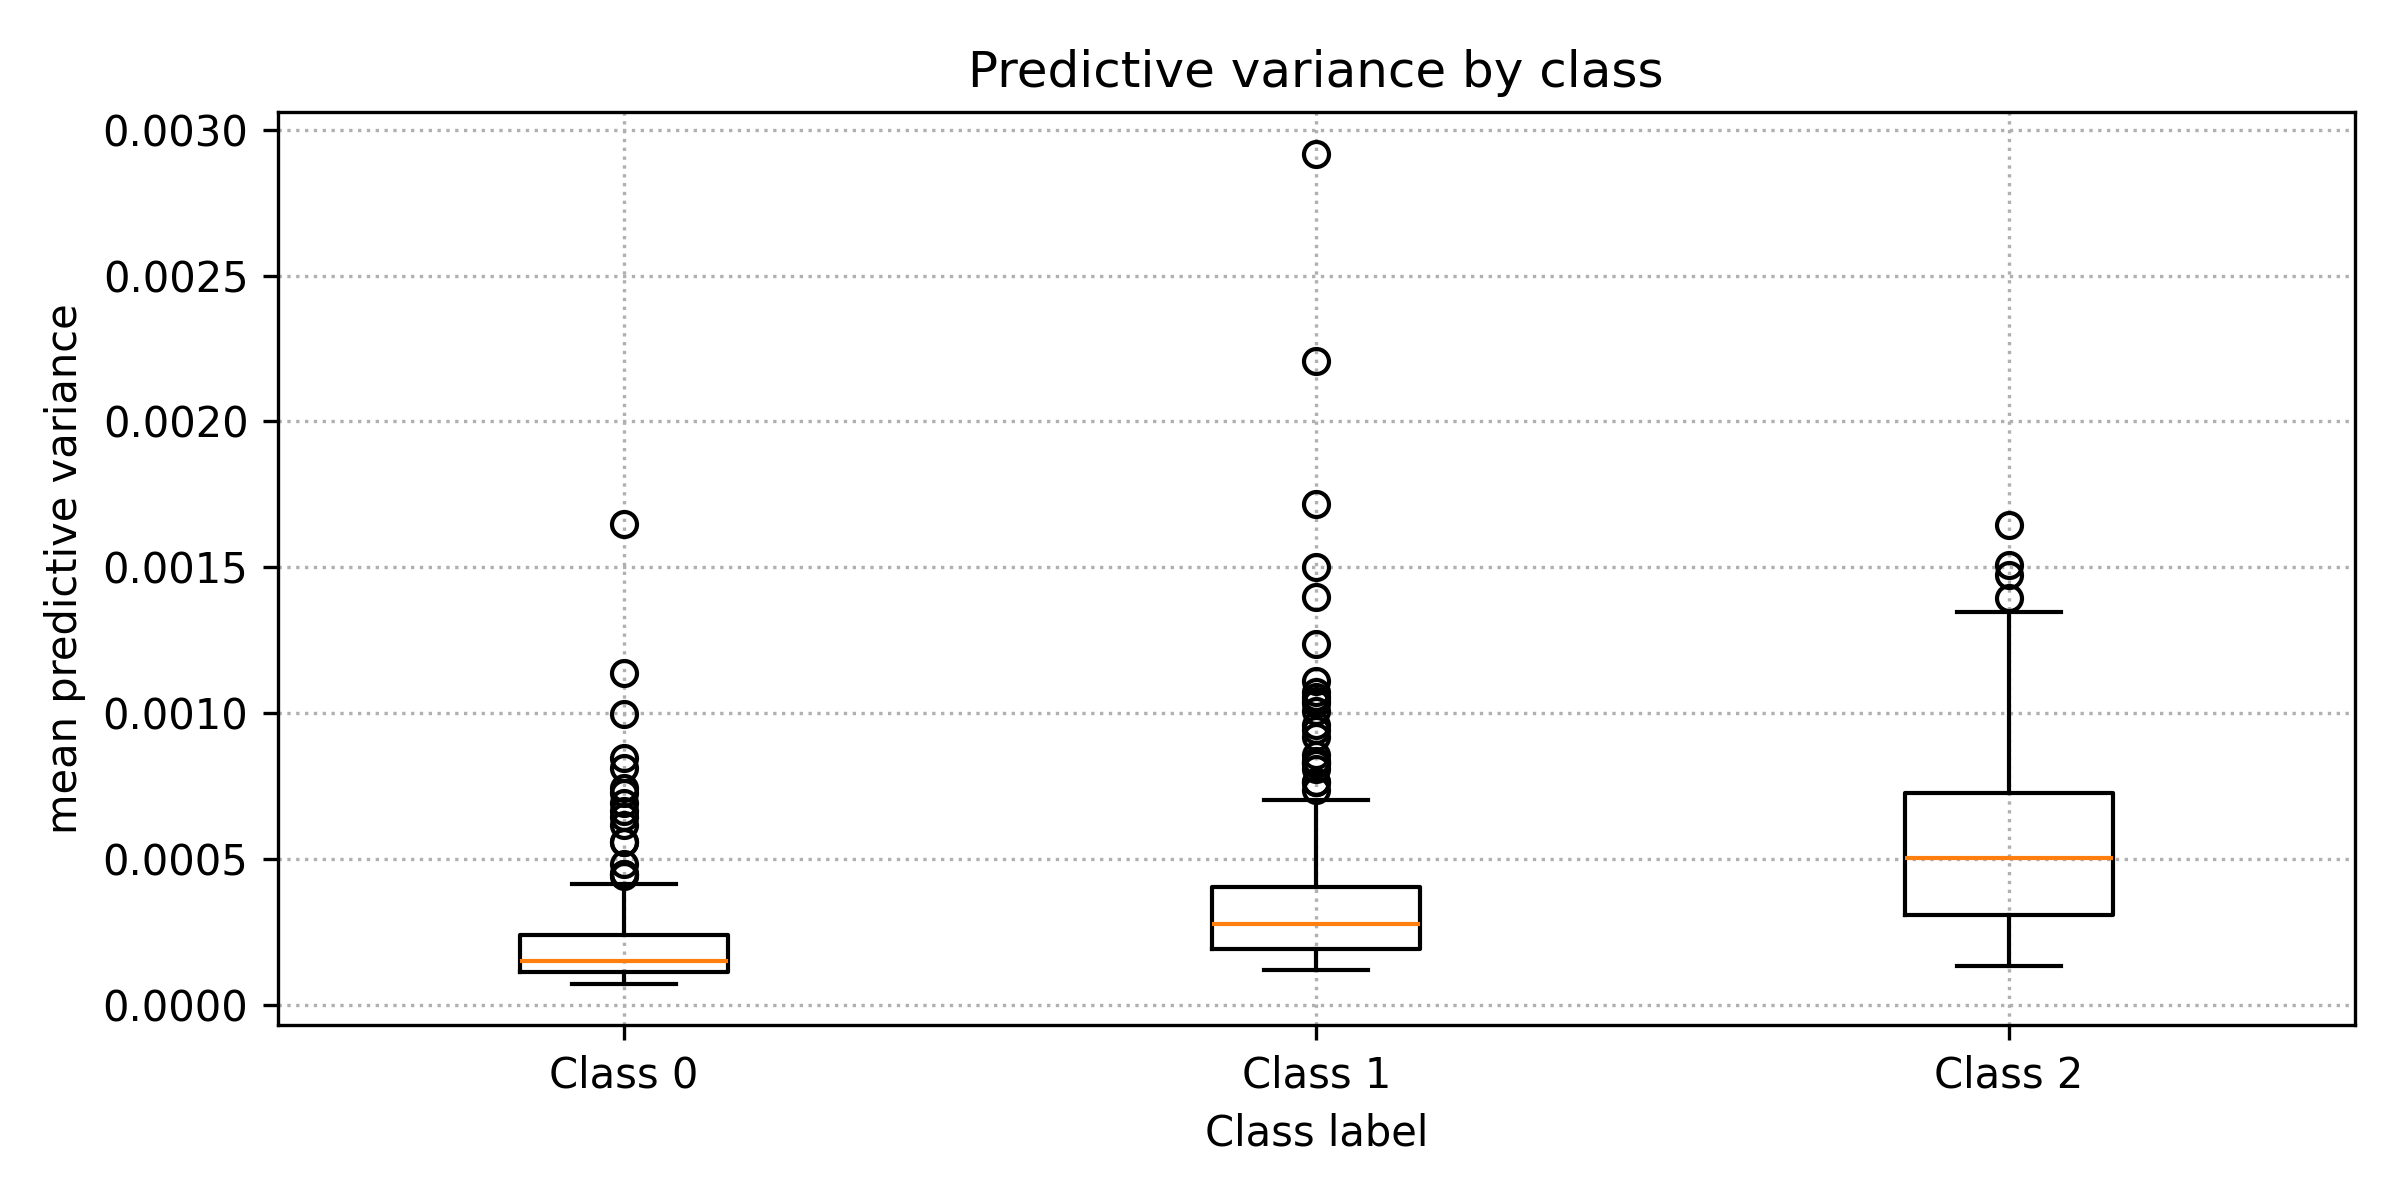 Predictive variance by class
0.0030
0.0025
0.0020
0.0015
0.0010
0.0005
0.0000
mean predictive variance
Class 0
Class 1
Class 2
Class label